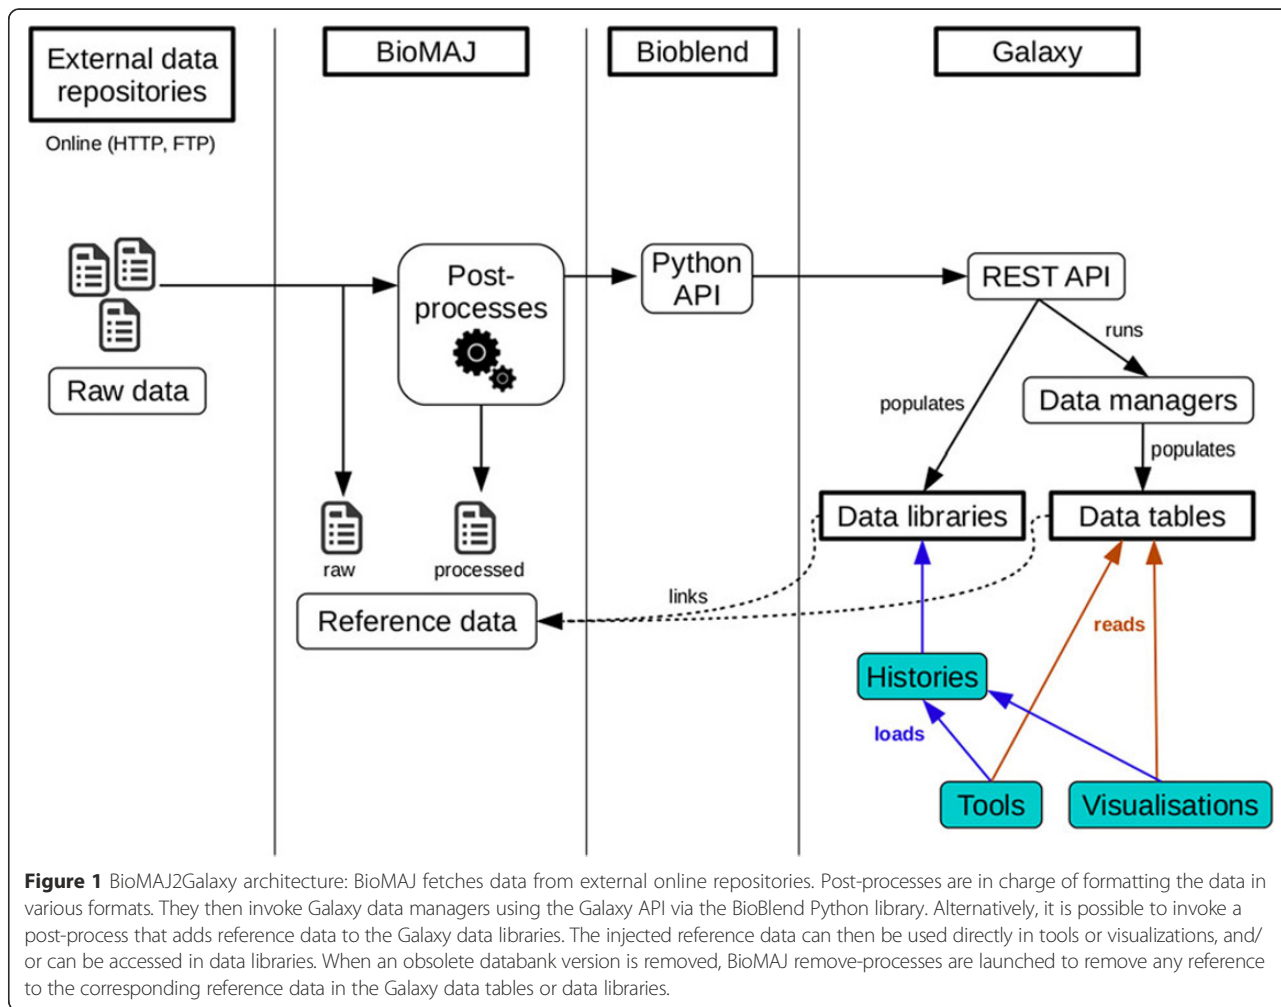 External data
repositories
Online (HTTP, FTP)
BioMAJ
Bioblend
Galaxy
Raw data
Post-
processes
Python
API
REST API
runs
populates
Data managers
populates
raw
processed
Reference data
Data libraries
Data tables
links
reads
Histories
loads
Tools
Visualisations
Figure 1 BioMAJ2Galaxy architecture: BioMAJ fetches data from external online repositories. Post-processes are in charge of formatting the data in
various formats. They then invoke Galaxy data managers using the Galaxy API via the BioBlend Python library. Alternatively, it is possible to invoke a
post-process that adds reference data to the Galaxy data libraries. The injected reference data can then be used directly in tools or visualizations, and/
or can be accessed in data libraries. When an obsolete databank version is removed, BioMAJ remove-processes are launched to remove any reference
to the corresponding reference data in the Galaxy data tables or data libraries.